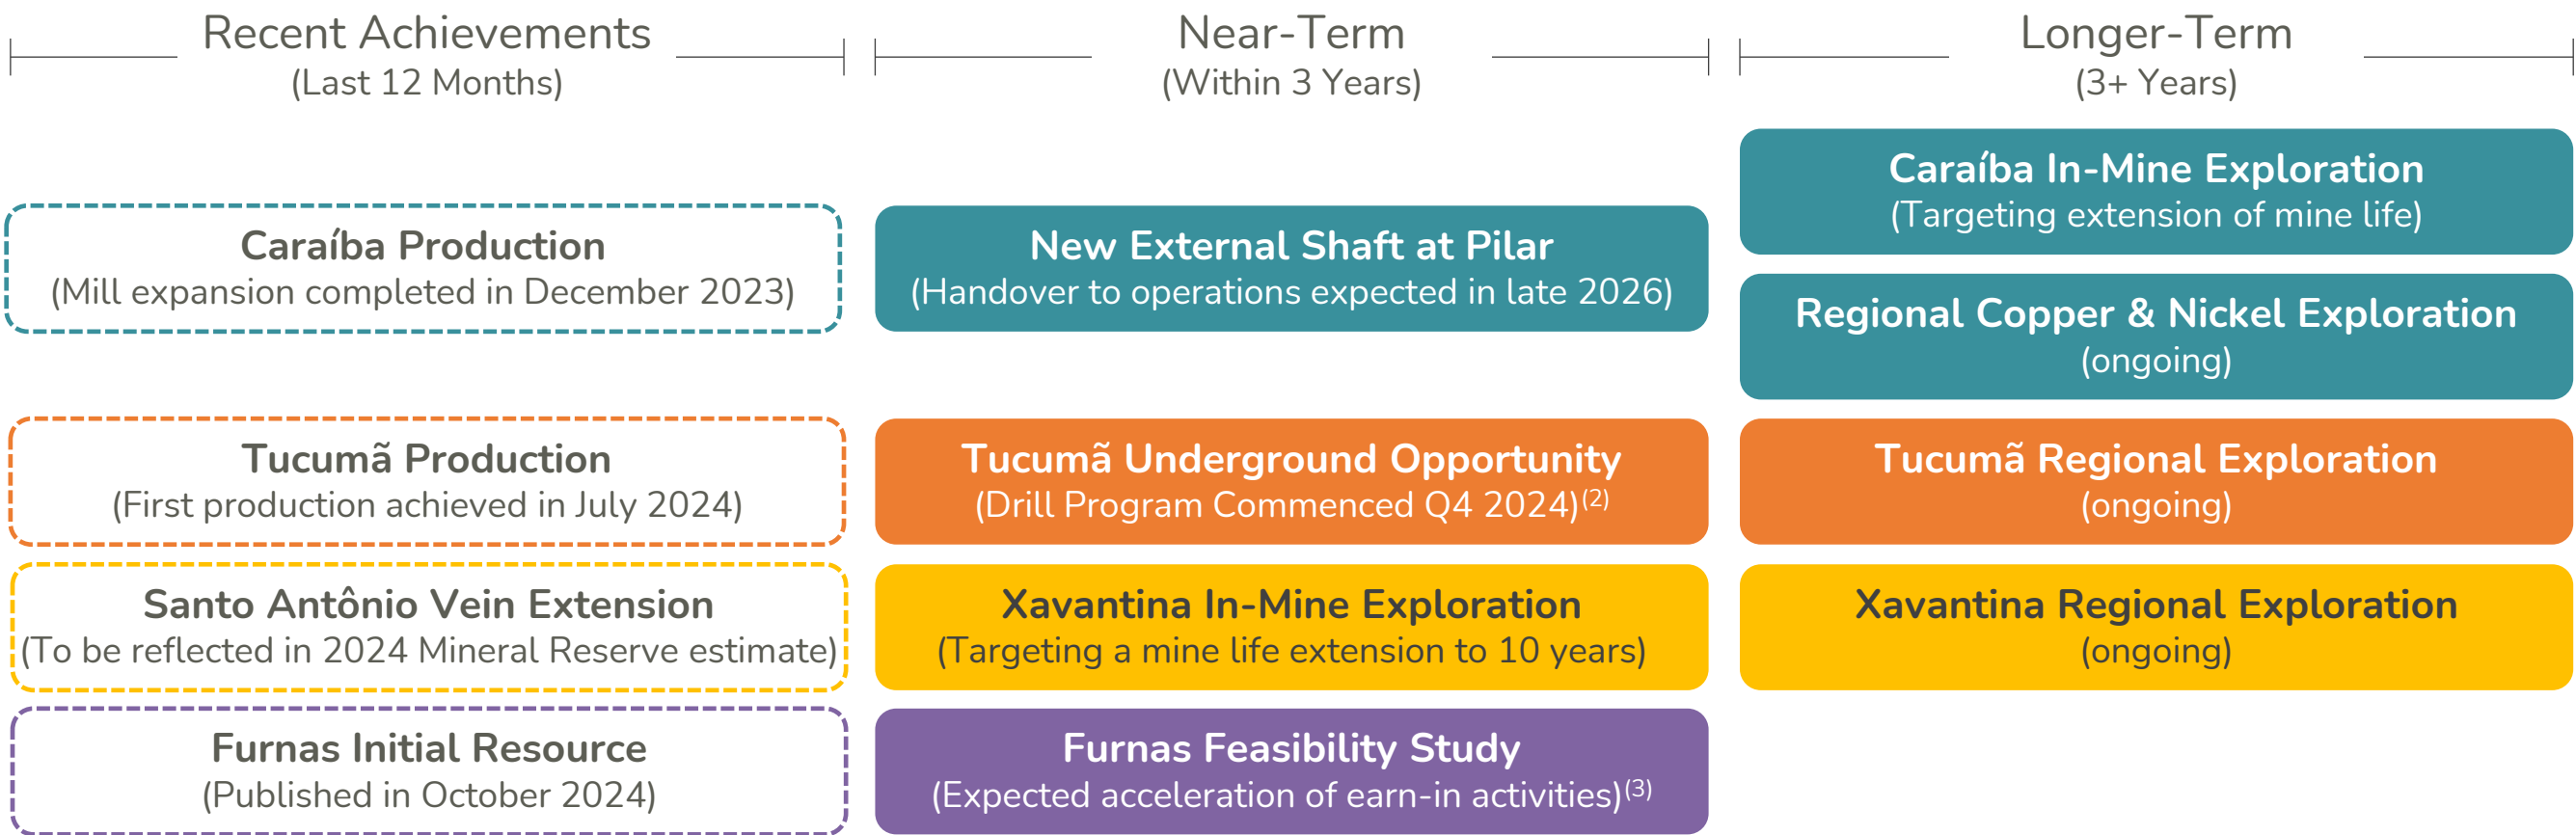 Recent Achievements
(Last 12 Months)
Near-Term
(Within 3 Years)
Longer-Term
(3+ Years)
Caraíba Production
(Mill expansion completed in December 2023)
New External Shaft at Pilar
(Handover to operations expected in late 2026)
Caraíba In-Mine Exploration
(Targeting extension of mine life)
Regional Copper & Nickel Exploration
(ongoing)
Tucumã Production
(First production achieved in July 2024)
Tucumã Underground Opportunity
(Drill Program Commenced Q4 2024)(2)
Tucumã Regional Exploration
(ongoing)
Santo Antônio Vein Extension
(To be reflected in 2024 Mineral Reserve estimate)
Xavantina In-Mine Exploration
(Targeting a mine life extension to 10 years)
Xavantina Regional Exploration
(ongoing)
Furnas Initial Resource
(Published in October 2024)
Furnas Feasibility Study
(Expected acceleration of earn-in activities)(3)